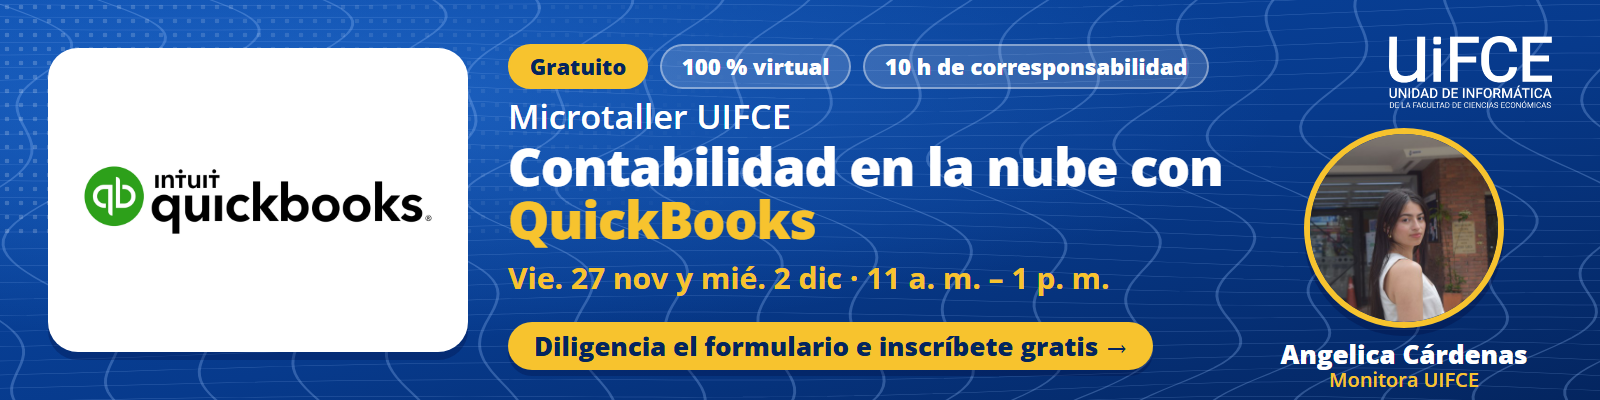 intuit
quickbooks®
Gratuito
100 % virtual
10 h de corresponsabilidad
Microtaller UIFCE
Contabilidad en la nube con
QuickBooks
Vie. 27 nov y mié. 2 dic · 11 a. m. – 1 p. m.
Diligencia el formulario e inscríbete gratis →
UiFCE
UNIDAD DE INFORMÁTICA
DE LA FACULTAD DE CIENCIAS ECONÓMICAS
Angelica Cárdenas
Monitora UIFCE